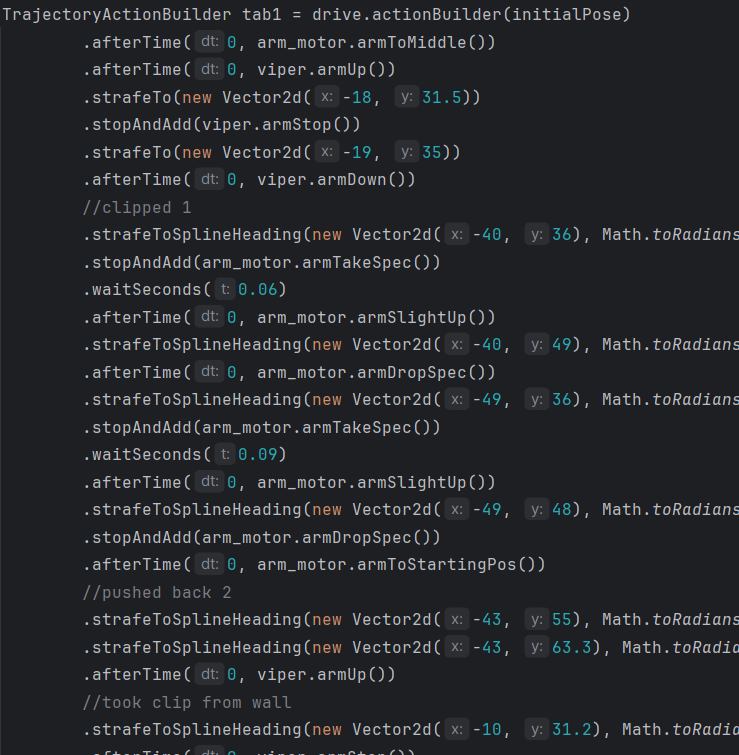 TrajectoryActionBuilder tab1 = drive.actionBuilder(initialPose)
.afterTime( dt: 0, arm_motor.armToMiddle())
.afterTime( dt: 0, viper.armUp())
.strafeTo(new Vector2d( x: -18, y: 31.5))
.stopAndAdd(viper.armStop())
.strafeTo(new Vector2d( x: -19, y: 35))
.afterTime( dt: 0, viper.armDown())
//clipped 1
.strafeToSplineHeading(new Vector2d( x: -40, y: 36), Math.toRadians
.stopAndAdd(arm_motor.armTakeSpec())
.waitSeconds( t: 0.06)
.afterTime( dt: 0, arm_motor.armSlightUp())
.strafeToSplineHeading(new Vector2d( x: -40, y: 49), Math.toRadians
.afterTime( dt: 0, arm_motor.armDropSpec())
.strafeToSplineHeading(new Vector2d( x: -49, y: 36), Math.toRadians
.stopAndAdd(arm_motor.armTakeSpec())
.waitSeconds( t: 0.09)
.afterTime( dt: 0, arm_motor.armSlightUp())
.strafeToSplineHeading(new Vector2d( x: -49, y: 48), Math.toRadians
.stopAndAdd(arm_motor.armDropSpec())
.afterTime( dt: 0, arm_motor.armToStartingPos())
//pushed back 2
.strafeToSplineHeading(new Vector2d( x: -43, y: 55), Math.toRadians
.strafeToSplineHeading(new Vector2d( x: -43, y: 63.3), Math.toRadia
.afterTime( dt: 0, viper.armUp())
//took clip from wall
.strafeToSplineHeading(new Vector2d( x: -10, y: 31.2), Math.toRadia
.afterTime( dt: 0, viper.armStop())